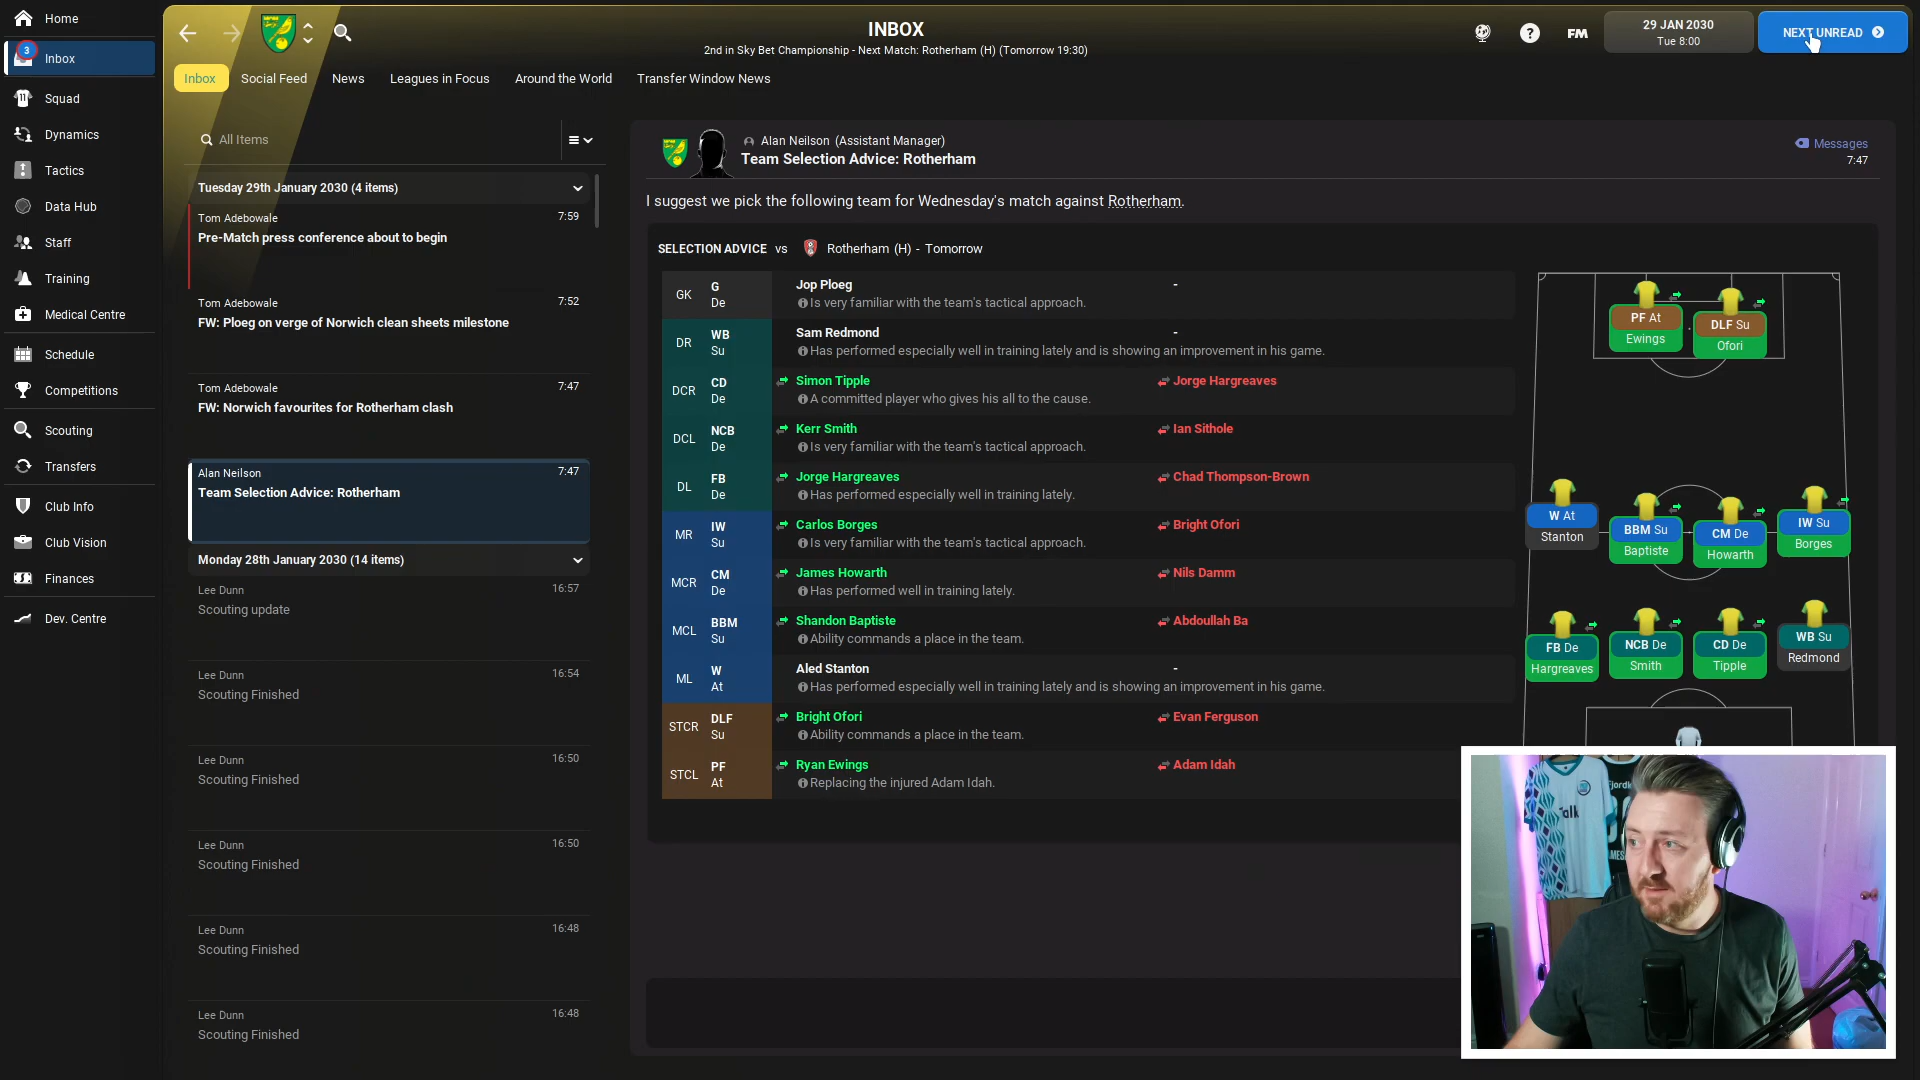 Home
3
Inbox
Squad
Dynamics
Tactics
Data Hub
Staff
Training
Medical Centre
Schedule
Competitions
Scouting
Transfers
Club Info
Club Vision
Finances
Dev. Centre
INBOX
2nd in Sky Bet Championship - Next Match: Rotherham (H) (Tomorrow 19:30)
FM
29 JAN 2030
Tue 8:00
NEXT UNREAD
Inbox
Social Feed
News
Leagues in Focus
Around the World
Transfer Window News
All Items
Tuesday 29th January 2030 (4 items)
Tom Adebowale
7:59
Pre-Match press conference about to begin
Tom Adebowale
7:52
FW: Ploeg on verge of Norwich clean sheets milestone
Tom Adebowale
7:47
FW: Norwich favourites for Rotherham clash
Alan Neilson
7:47
Team Selection Advice: Rotherham
Monday 28th January 2030 (14 items)
Lee Dunn
16:57
Scouting update
Lee Dunn
16:54
Scouting Finished
Lee Dunn
16:50
Scouting Finished
Lee Dunn
16:50
Scouting Finished
Lee Dunn
16:48
Scouting Finished
Lee Dunn
16:48
Scouting Finished
Alan Neilson (Assistant Manager)
Team Selection Advice: Rotherham
Messages
7:47
I suggest we pick the following team for Wednesday's match against Rotherham.
SELECTION ADVICE vs Rotherham (H) - Tomorrow
GK G De Jop Ploeg -
Is very familiar with the team's tactical approach.
DR WB Su Sam Redmond -
Has performed especially well in training lately and is showing an improvement in his game.
DCR CD De Simon Tipple Jorge Hargreaves
A committed player who gives his all to the cause.
DCL NCB De Kerr Smith Ian Sithole
Is very familiar with the team's tactical approach.
DL FB De Jorge Hargreaves Chad Thompson-Brown
Has performed especially well in training lately.
MR IW Su Carlos Borges Bright Ofori
Is very familiar with the team's tactical approach.
MCR CM De James Howarth Nils Damm
Has performed well in training lately.
MCL BBM Su Shandon Baptiste Abdoullah Ba
Ability commands a place in the team.
ML W At Aled Stanton -
Has performed especially well in training lately and is showing an improvement in his game.
STCR DLF Su Bright Ofori Evan Ferguson
Ability commands a place in the team.
STCL PF At Ryan Ewings Adam Idah
Replacing the injured Adam Idah.
PF At
Ewings
DLF Su
Ofori
W At
Stanton
BBM Su
Baptiste
CM De
Howarth
IW Su
Borges
FB De
Hargreaves
NCB De
Smith
CD De
Tipple
WB Su
Redmond
Talk